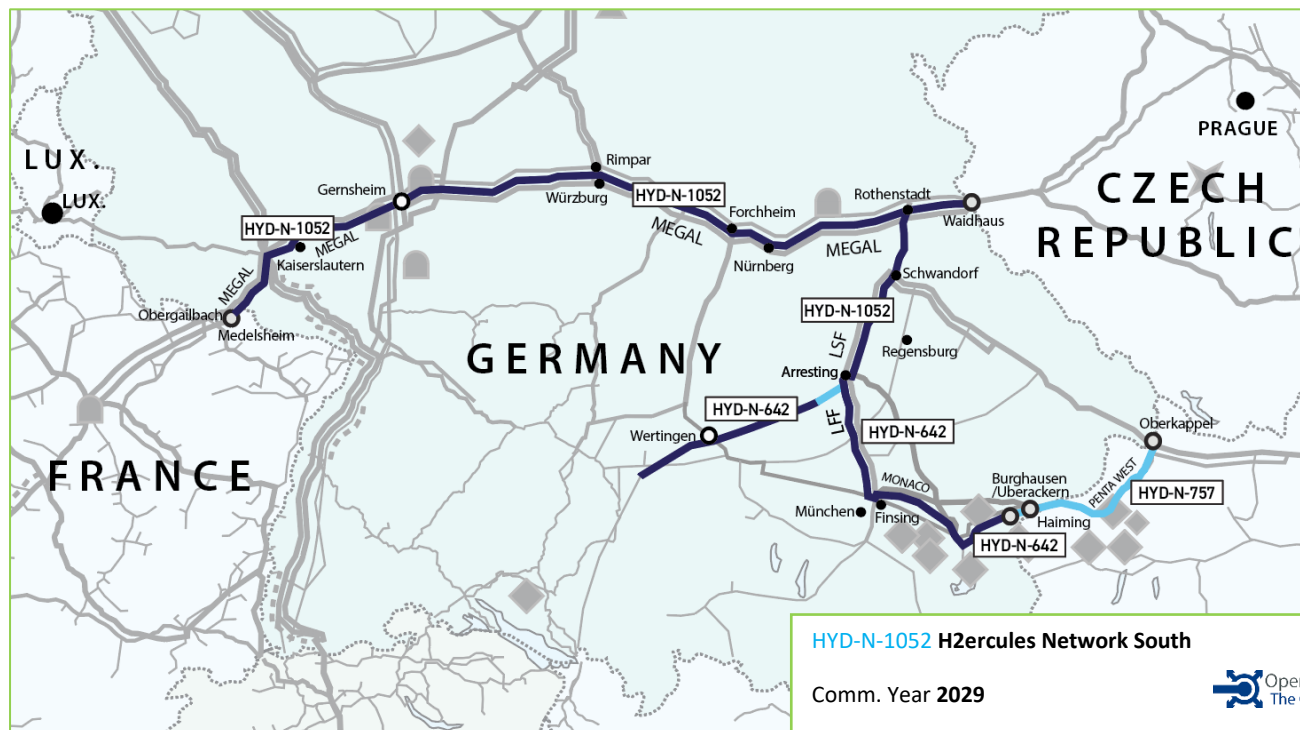 PRAGUE
LUX.
LUX.
CZECH
REPUBLIC
Rimpar
Gernsheim
Würzburg
HYD-N-1052
Rothenstadt
Forchheim
Waidhaus
HYD-N-1052
MEGAL
MEGAL
MEGAL
Kaiserslautern
Nürnberg
Schwandorf
MEGAL
Obergailbach
Medelsheim
HYD-N-1052
LSF
Regensburg
GERMANY
Arresting
HYD-N-642
LFF
Wertingen
HYD-N-642
Oberkappel
FRANCE
MONACO
Burghausen
/Uberackern
PENTA WEST
HYD-N-757
München
Finsing
Haiming
HYD-N-642
HYD-N-1052 H2ercules Network South
Comm. Year 2029